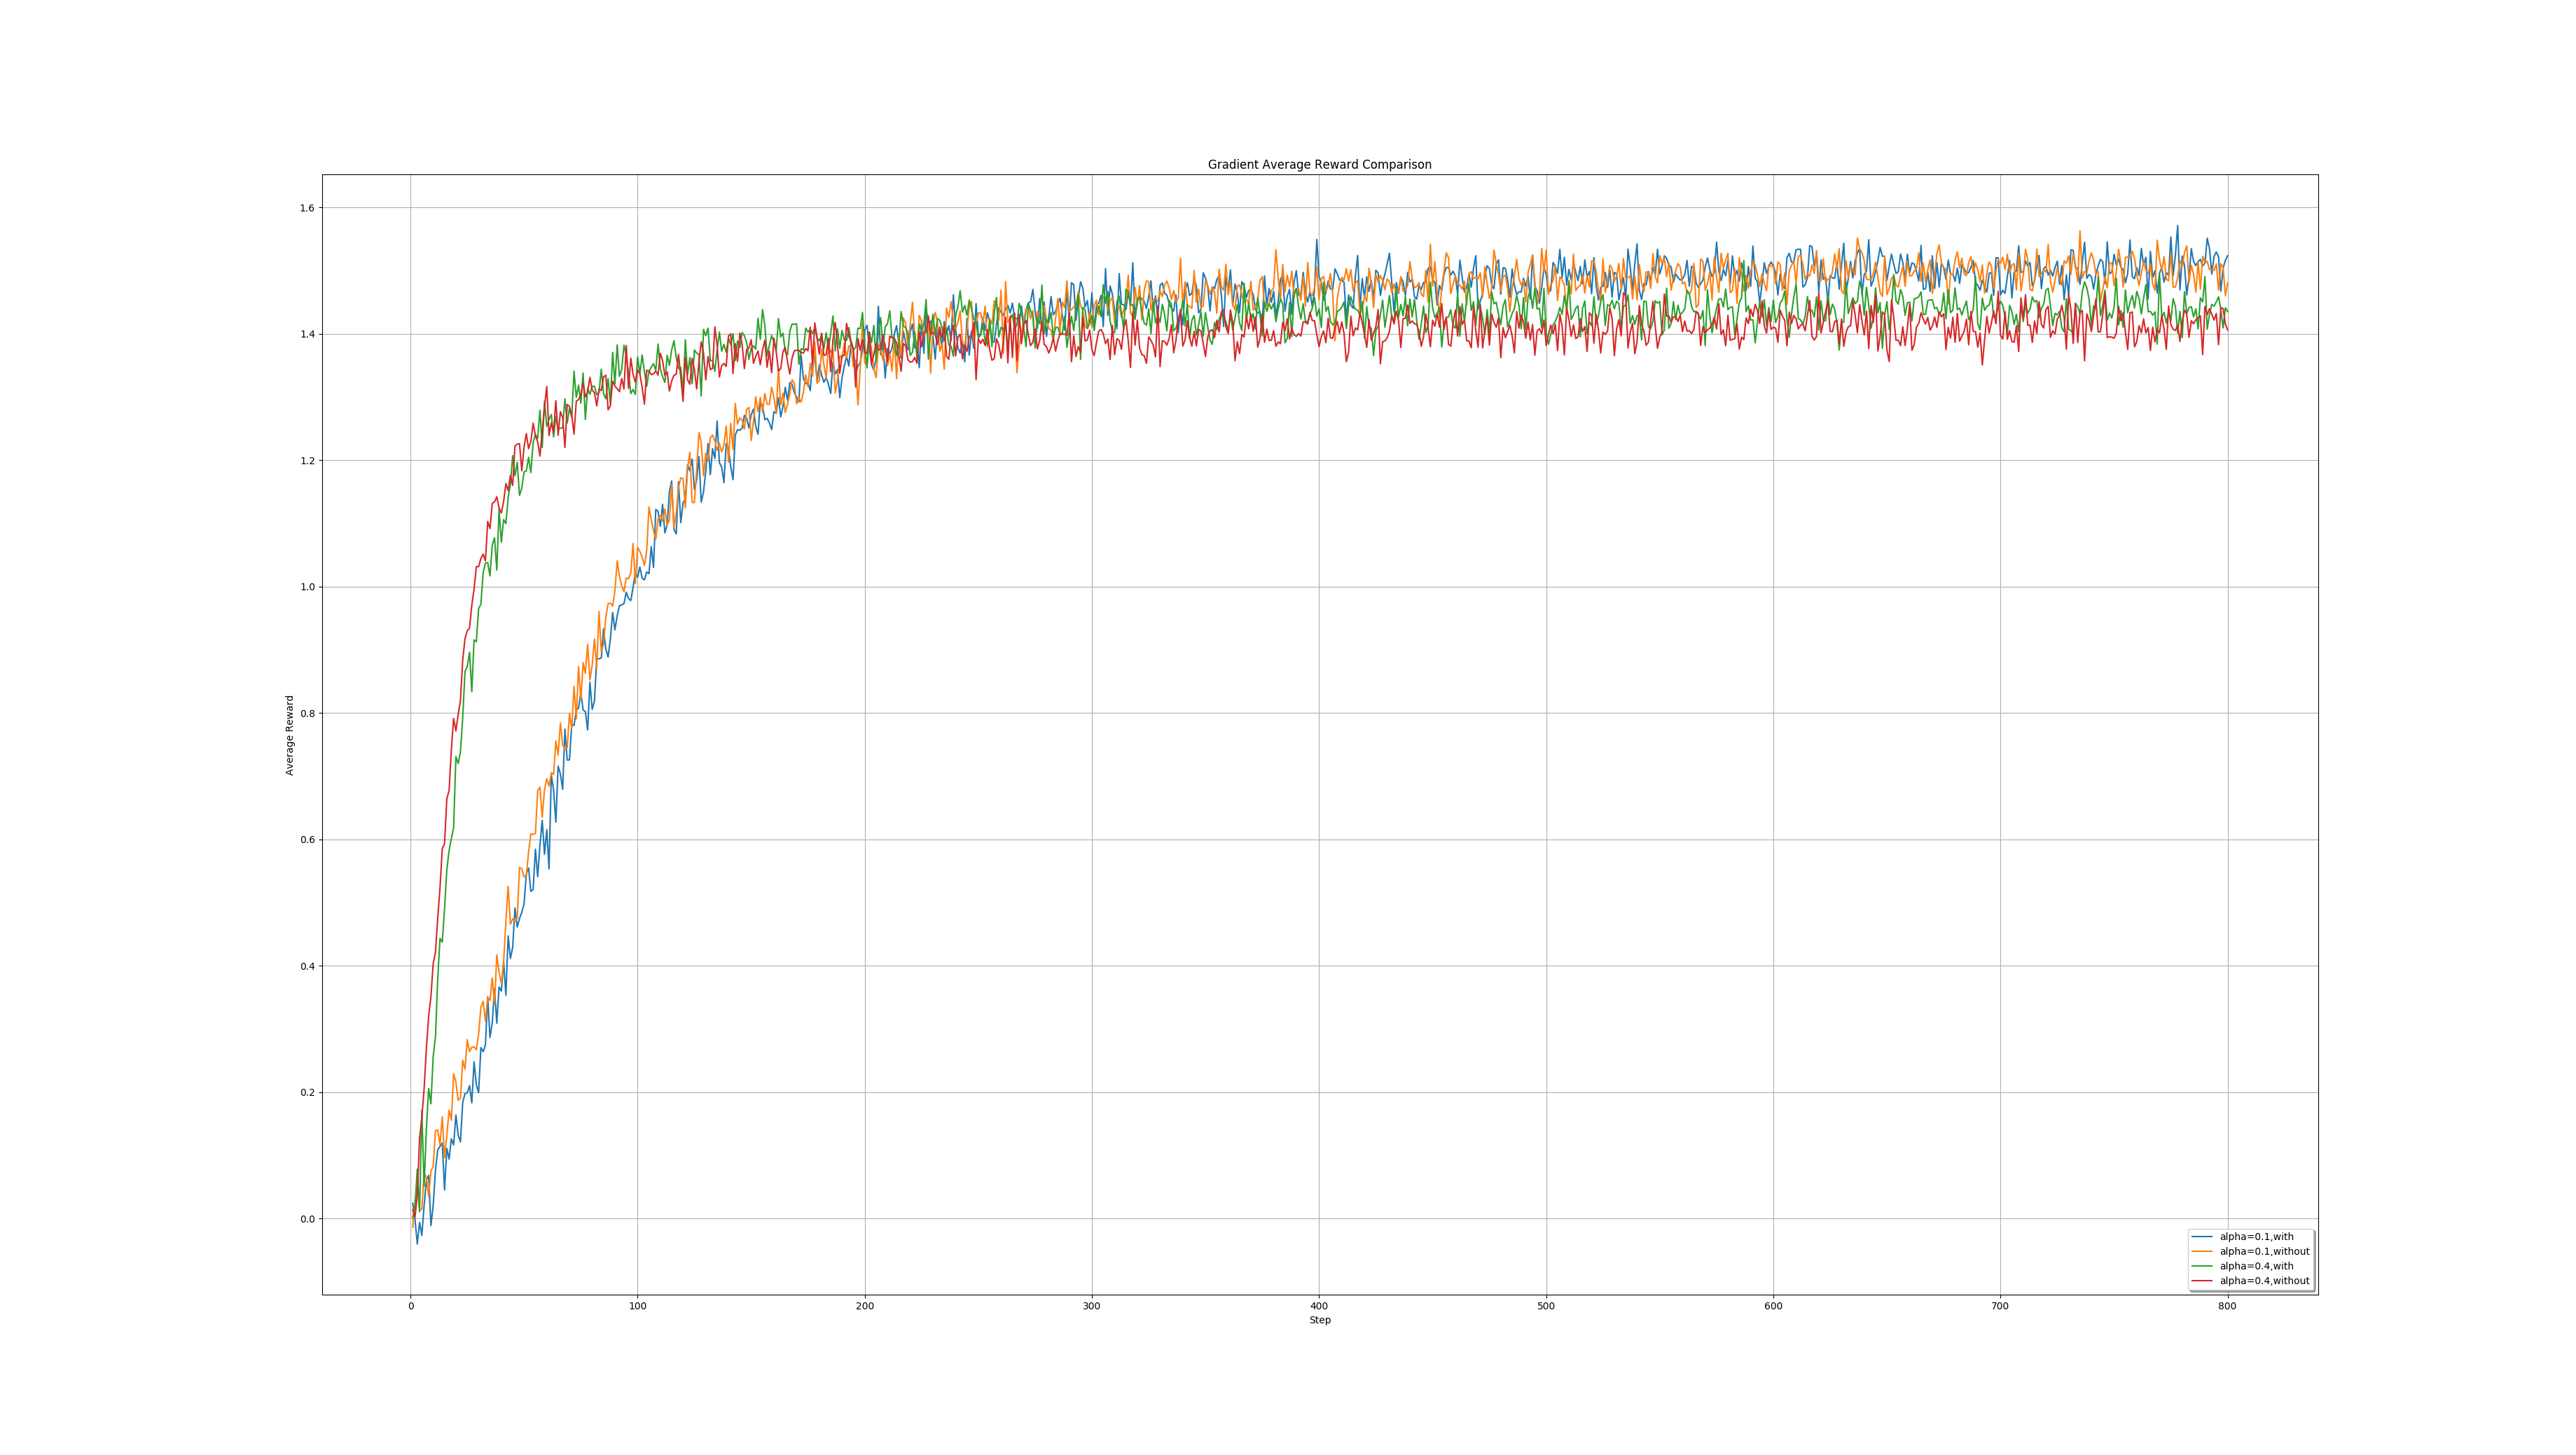 Gradient Average Reward Comparison
1.6
1.4
1.2
1.0
0.8
0.6
0.4
0.2
0.0
Average Reward
0 100 200 300 400 500 600 700 800
Step
alpha=0.1,with
alpha=0.1,without
alpha=0.4,with
alpha=0.4,without